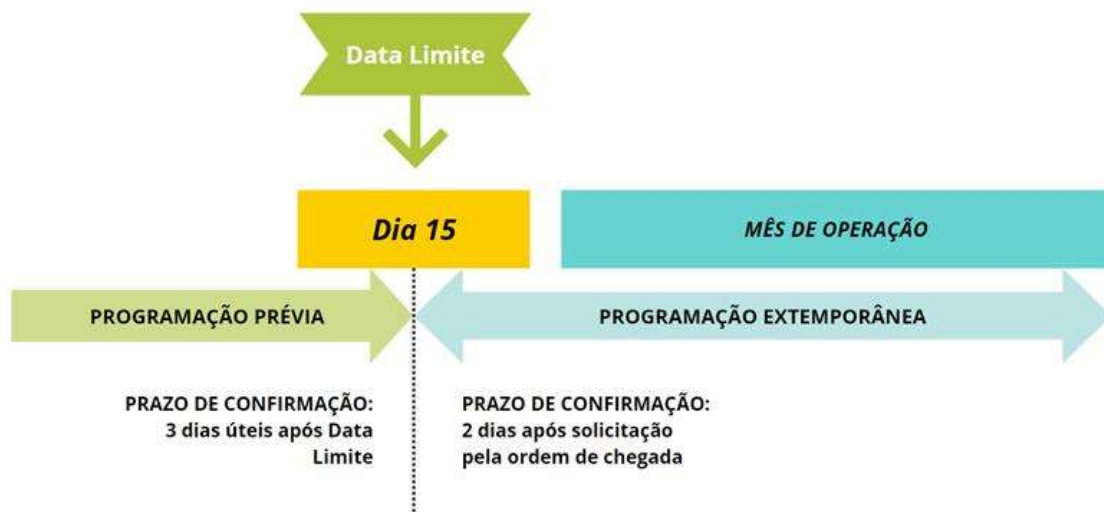 Data Limite
Dia 15
MÊS DE OPERAÇÃO
PROGRAMAÇÃO PRÉVIA
PROGRAMAÇÃO EXTEMPORÂNEA
PRAZO DE CONFIRMAÇÃO:
3 dias úteis após Data
Limite
PRAZO DE CONFIRMAÇÃO:
2 dias após solicitação
pela ordem de chegada